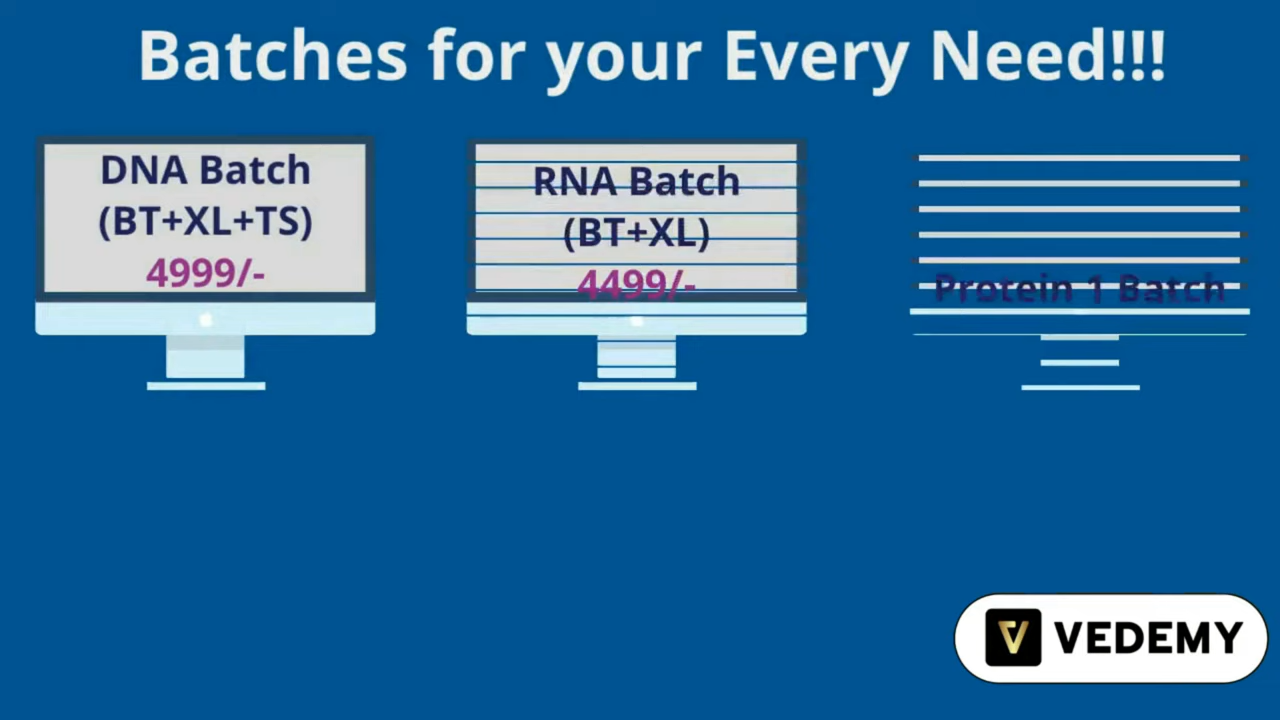 Batches for your Every Need!!!
DNA Batch
(BT+XL+TS)
4999/-
RNA Batch
(BT+XL)
4499/-
Protein 1 Batch
VEDEMY